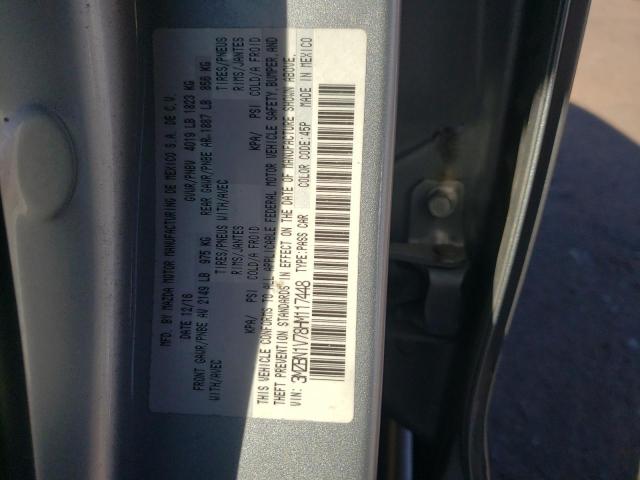 MFD. BY MAZDA MOTOR MANUFACTURING DE MEXICO S.A. DE C.V.
DATE: 12/16 GVWR/PNBV 4019 LB 1823 KG
FRONT GAWR/PNBE AV 2149 LB 975 KG REAR GAWR/PNBE AR 1887 LB 856 KG
WITH/AVEC TIRES/PNEUS WITH/AVEC TIRES/PNEUS
RIMS/JANTES RIMS/JANTES
KPA/ PSI COLD/A FROID KPA/ PSI COLD/A FROID
THIS VEHICLE CONFORMS TO ALL APPLICABLE FEDERAL MOTOR VEHICLE SAFETY, BUMPER, AND
THEFT PREVENTION STANDARDS IN EFFECT ON THE DATE OF MANUFACTURE SHOWN ABOVE.
VIN: 3MZBN1V78HM117448 TYPE: PASS CAR COLOR CODE: 45P MADE IN MEXICO